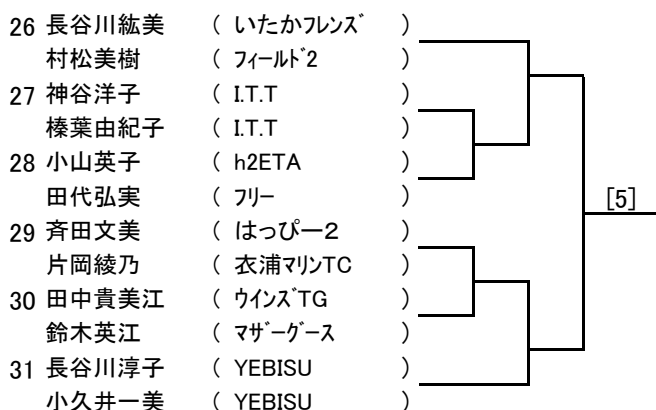 26 長谷川紘美 ( いたかフレンズ )
村松美樹 ( フィールド2 )
27 神谷洋子 ( I.T.T )
榛葉由紀子 ( I.T.T )
28 小山英子 ( h2ETA )
田代弘実 ( フリー )
[5]
29 斉田文美 ( はっぴー2 )
片岡綾乃 ( 衣浦マリンTC )
30 田中貴美江 ( ウインズTG )
鈴木英江 ( マザーグース )
31 長谷川淳子 ( YEBISU )
小久井一美 ( YEBISU )